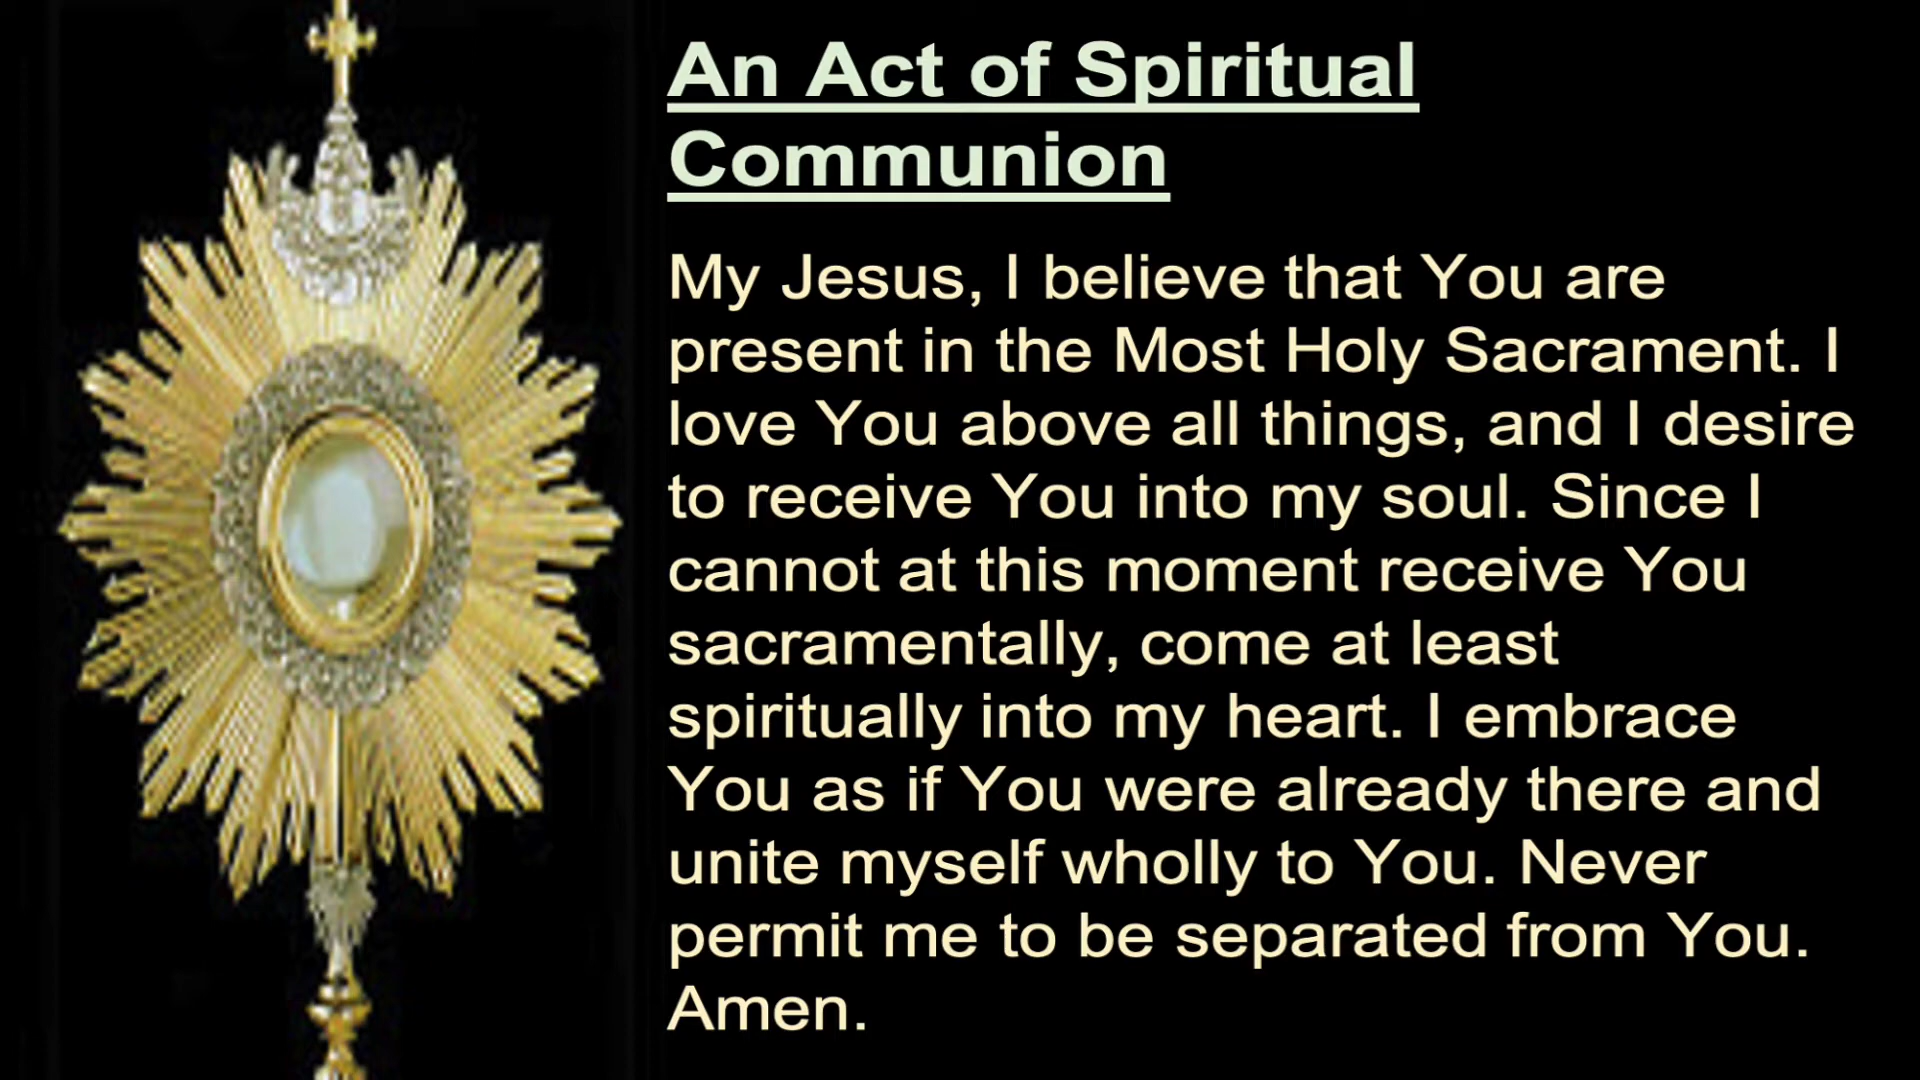 An Act of Spiritual
Communion
My Jesus, I believe that You are
present in the Most Holy Sacrament. I
love You above all things, and I desire
to receive You into my soul. Since I
cannot at this moment receive You
sacramentally, come at least
spiritually into my heart. I embrace
You as if You were already there and
unite myself wholly to You. Never
permit me to be separated from You.
Amen.